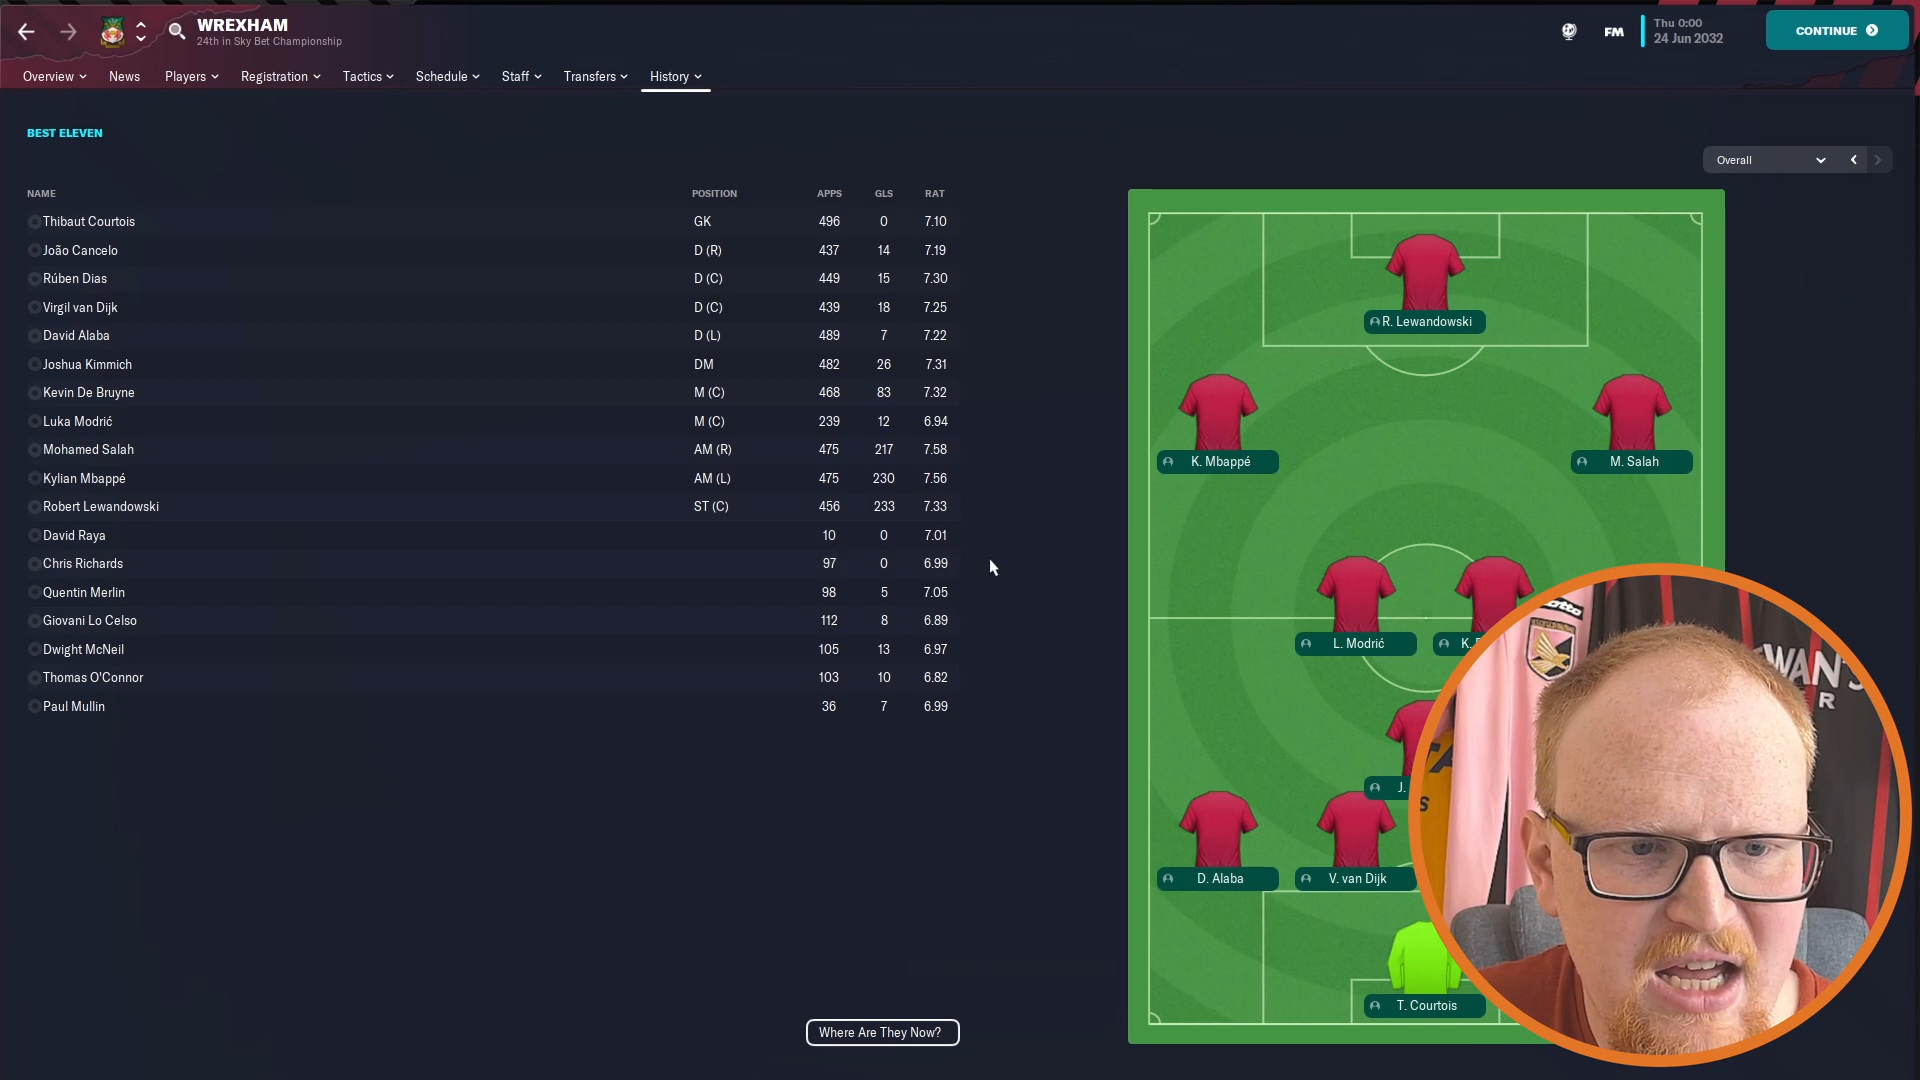 WREXHAM
24th in Sky Bet Championship
FM
Thu 0:00
24 Jun 2032
CONTINUE
Overview
News
Players
Registration
Tactics
Schedule
Staff
Transfers
History
BEST ELEVEN
Overall
NAME POSITION APPS GLS RAT
Thibaut Courtois GK 496 0 7.10
João Cancelo D (R) 437 14 7.19
Rúben Dias D (C) 449 15 7.30
Virgil van Dijk D (C) 439 18 7.25
David Alaba D (L) 489 7 7.22
Joshua Kimmich DM 482 26 7.31
Kevin De Bruyne M (C) 468 83 7.32
Luka Modrić M (C) 239 12 6.94
Mohamed Salah AM (R) 475 217 7.58
Kylian Mbappé AM (L) 475 230 7.56
Robert Lewandowski ST (C) 456 233 7.33
David Raya 10 0 7.01
Chris Richards 97 0 6.99
Quentin Merlin 98 5 7.05
Giovani Lo Celso 112 8 6.89
Dwight McNeil 105 13 6.97
Thomas O'Connor 103 10 6.82
Paul Mullin 36 7 6.99
Where Are They Now?
R. Lewandowski
K. Mbappé
M. Salah
L. Modrić
K.
J.
D. Alaba
V. van Dijk
T. Courtois